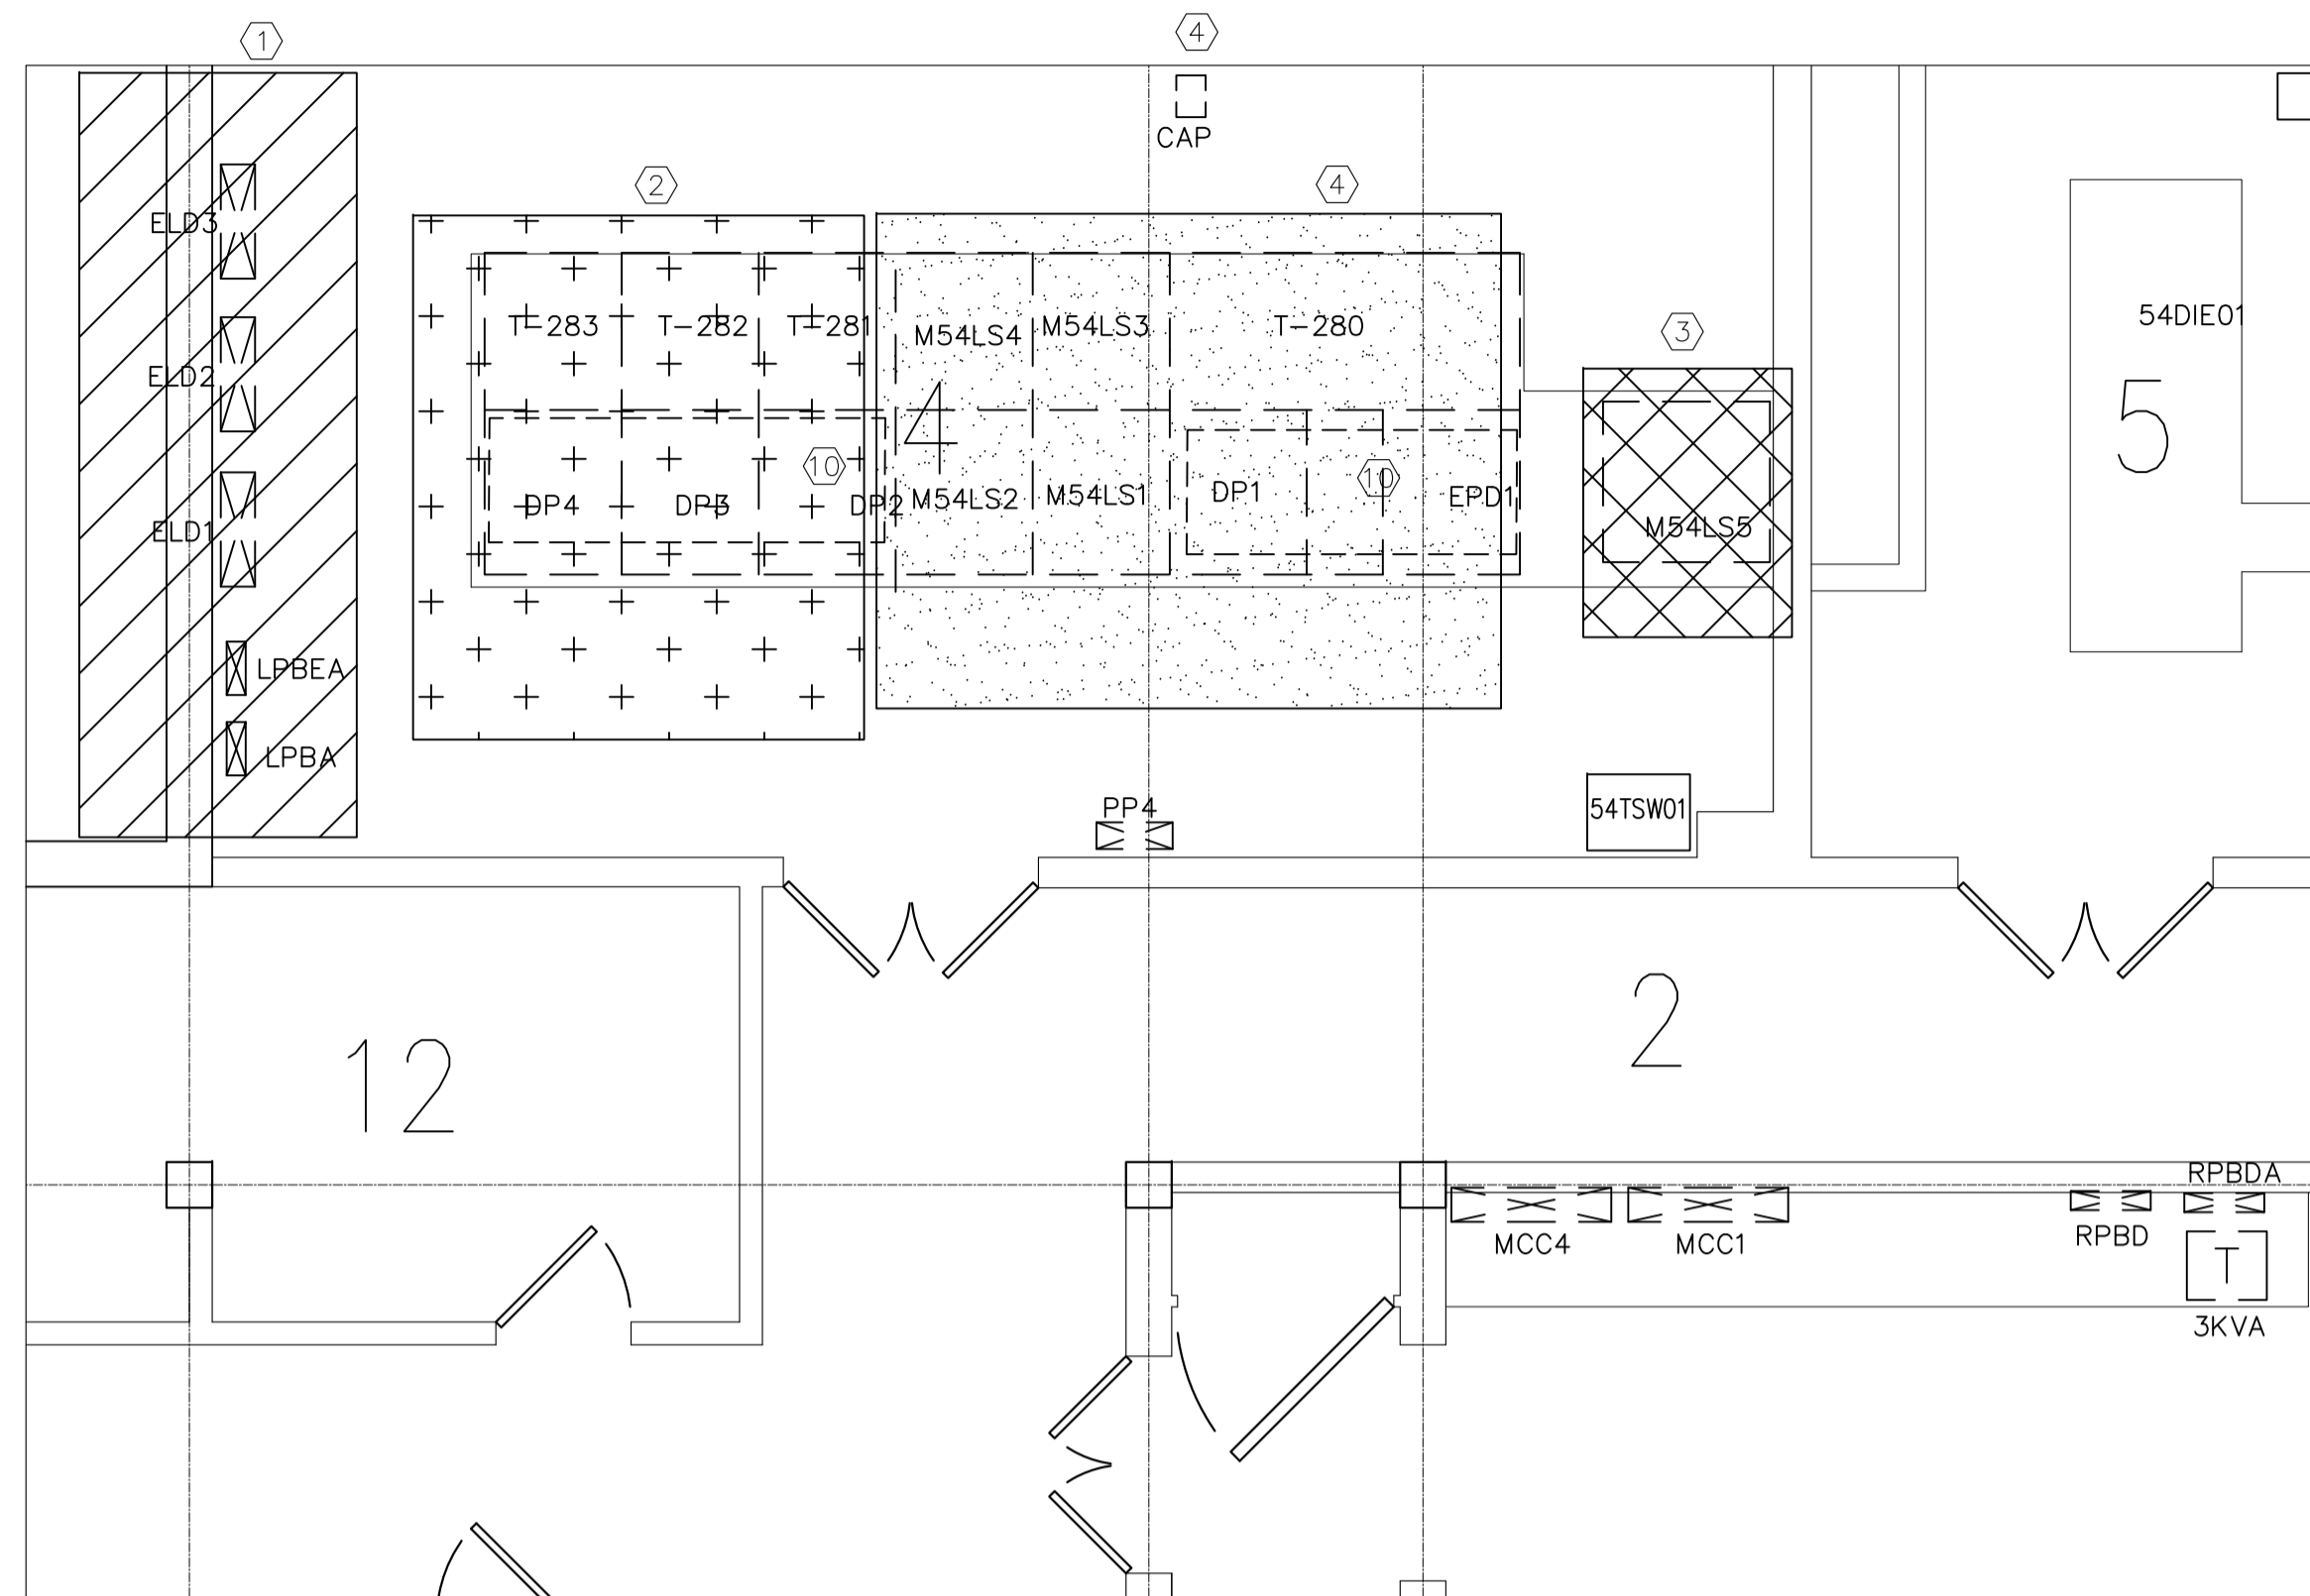 1
4
CAP
2
4
ELD3
T-283
T-282
T-281
M54LS4
M54LS3
T-280
3
54DIE01
ELD2
4
5
10
10
DP4
DP3
DP2
M54LS2
M54LS1
DP1
EPD1
M54LS5
ELD1
LPBEA
LPBA
PP4
54TSW01
2
12
RPBDA
MCC4
MCC1
RPBD
T
3KVA